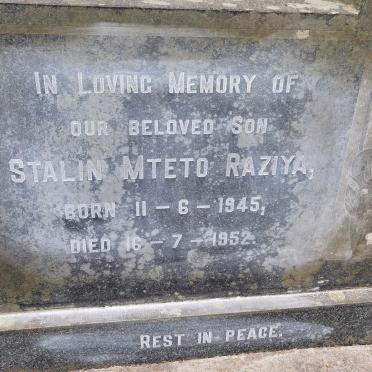 In Loving Memory of
our beloved Son
Stalin Mteto Raziya,
born 11-6-1945,
died 16-7-1952.
Rest in peace.